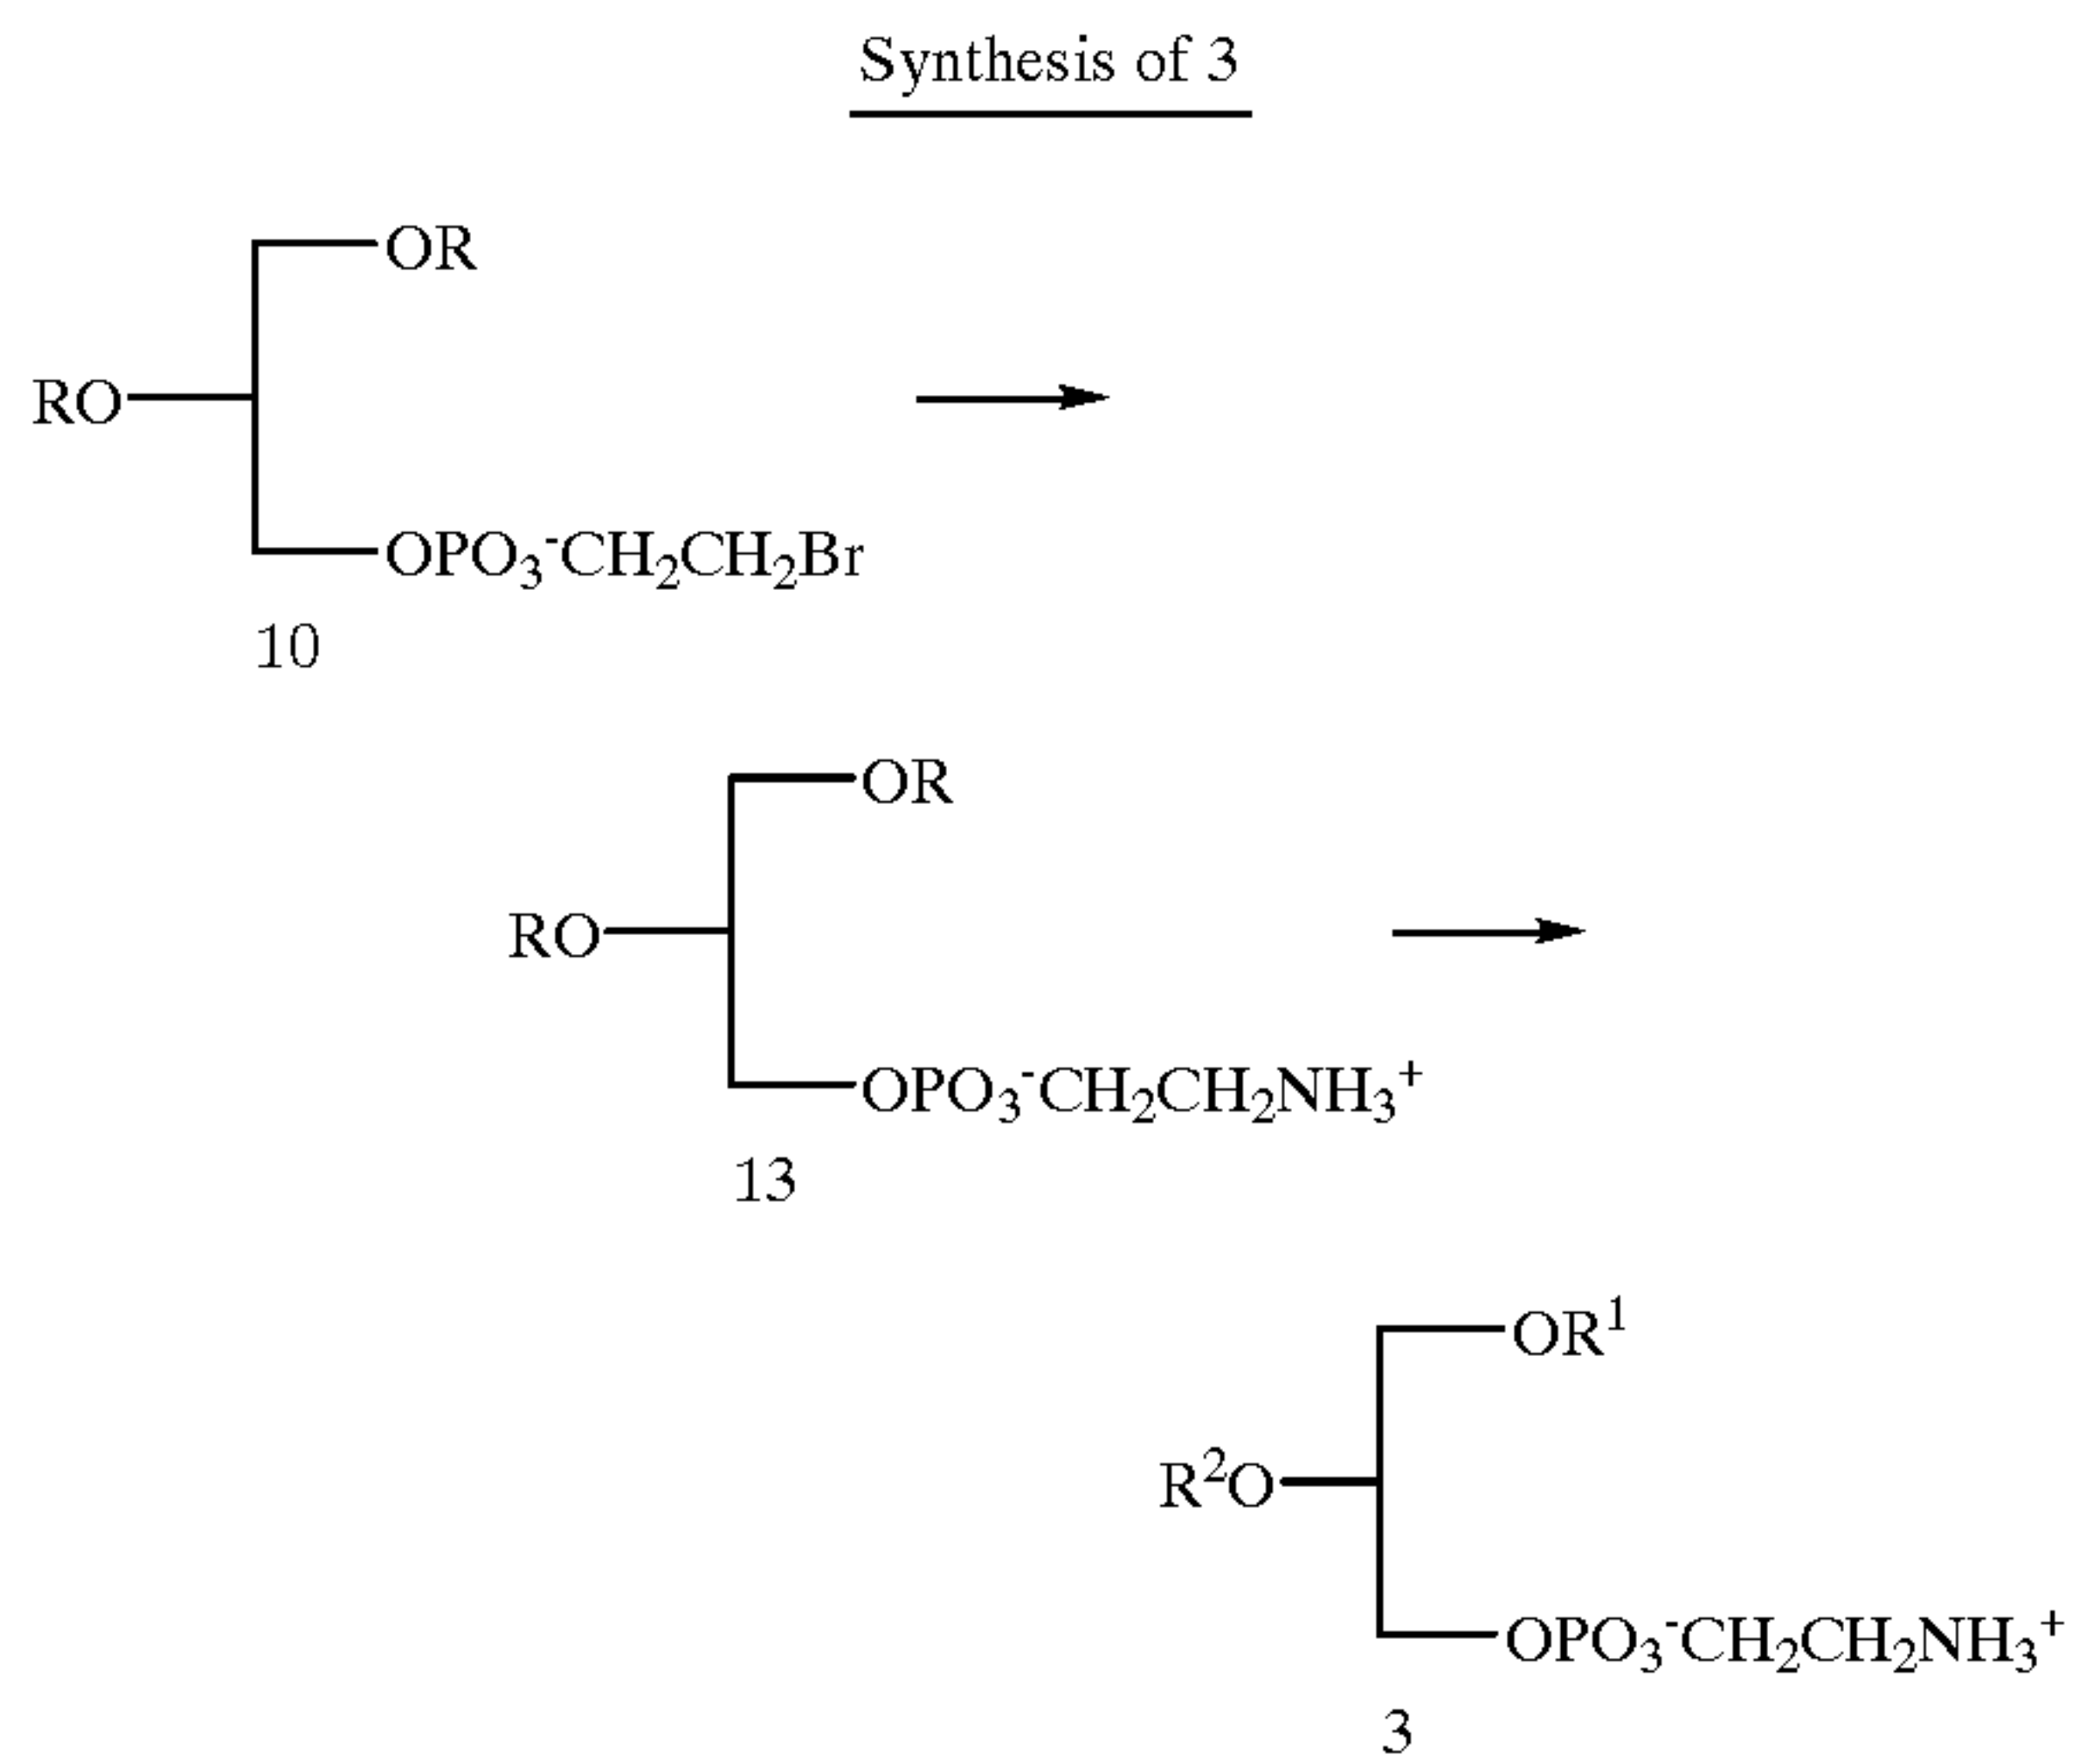 Synthesis of 3
OR
RO
OPO₃⁻CH₂CH₂Br
10
OR
RO
OPO₃⁻CH₂CH₂NH₃⁺
13
OR¹
R²O
OPO₃⁻CH₂CH₂NH₃⁺
3